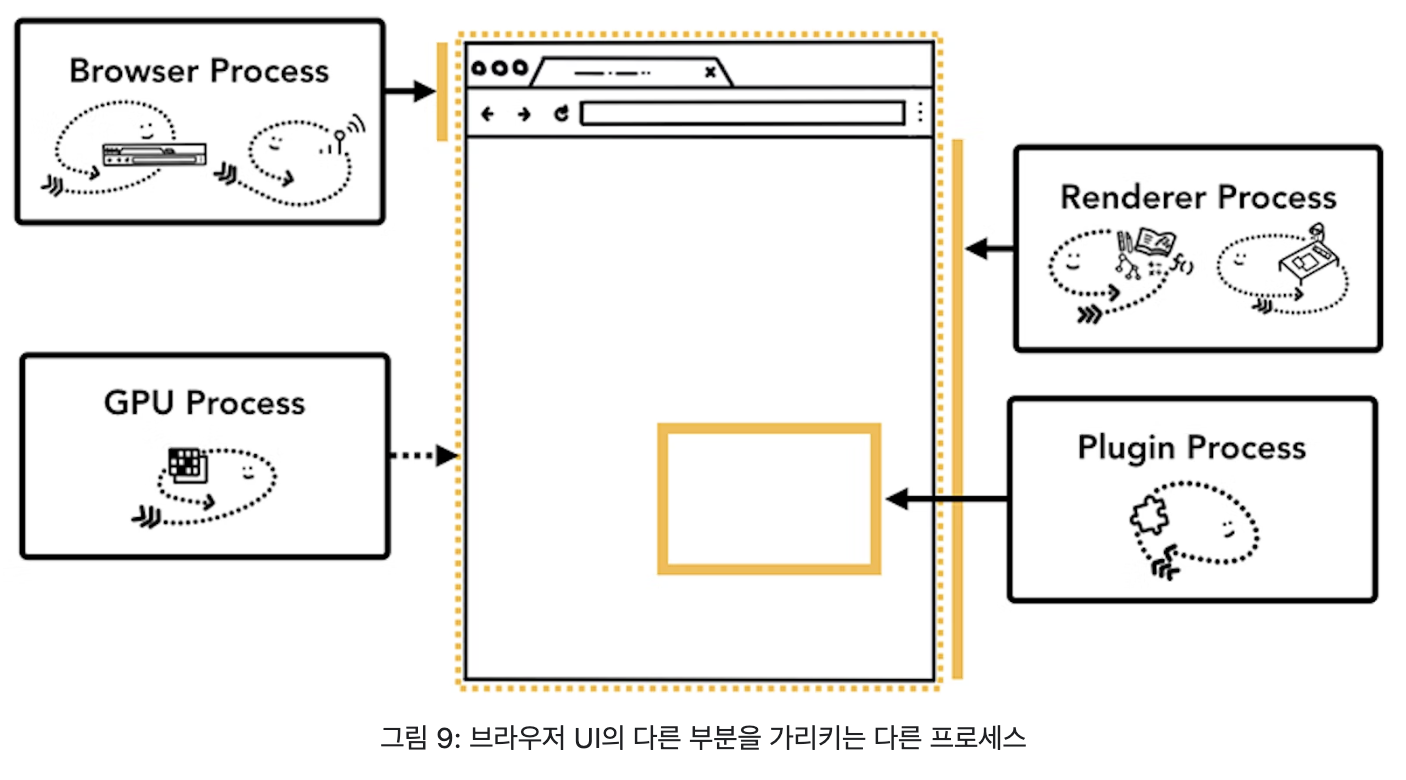 Browser Process
Renderer Process
f()
GPU Process
Plugin Process
그림 9: 브라우저 UI의 다른 부분을 가리키는 다른 프로세스